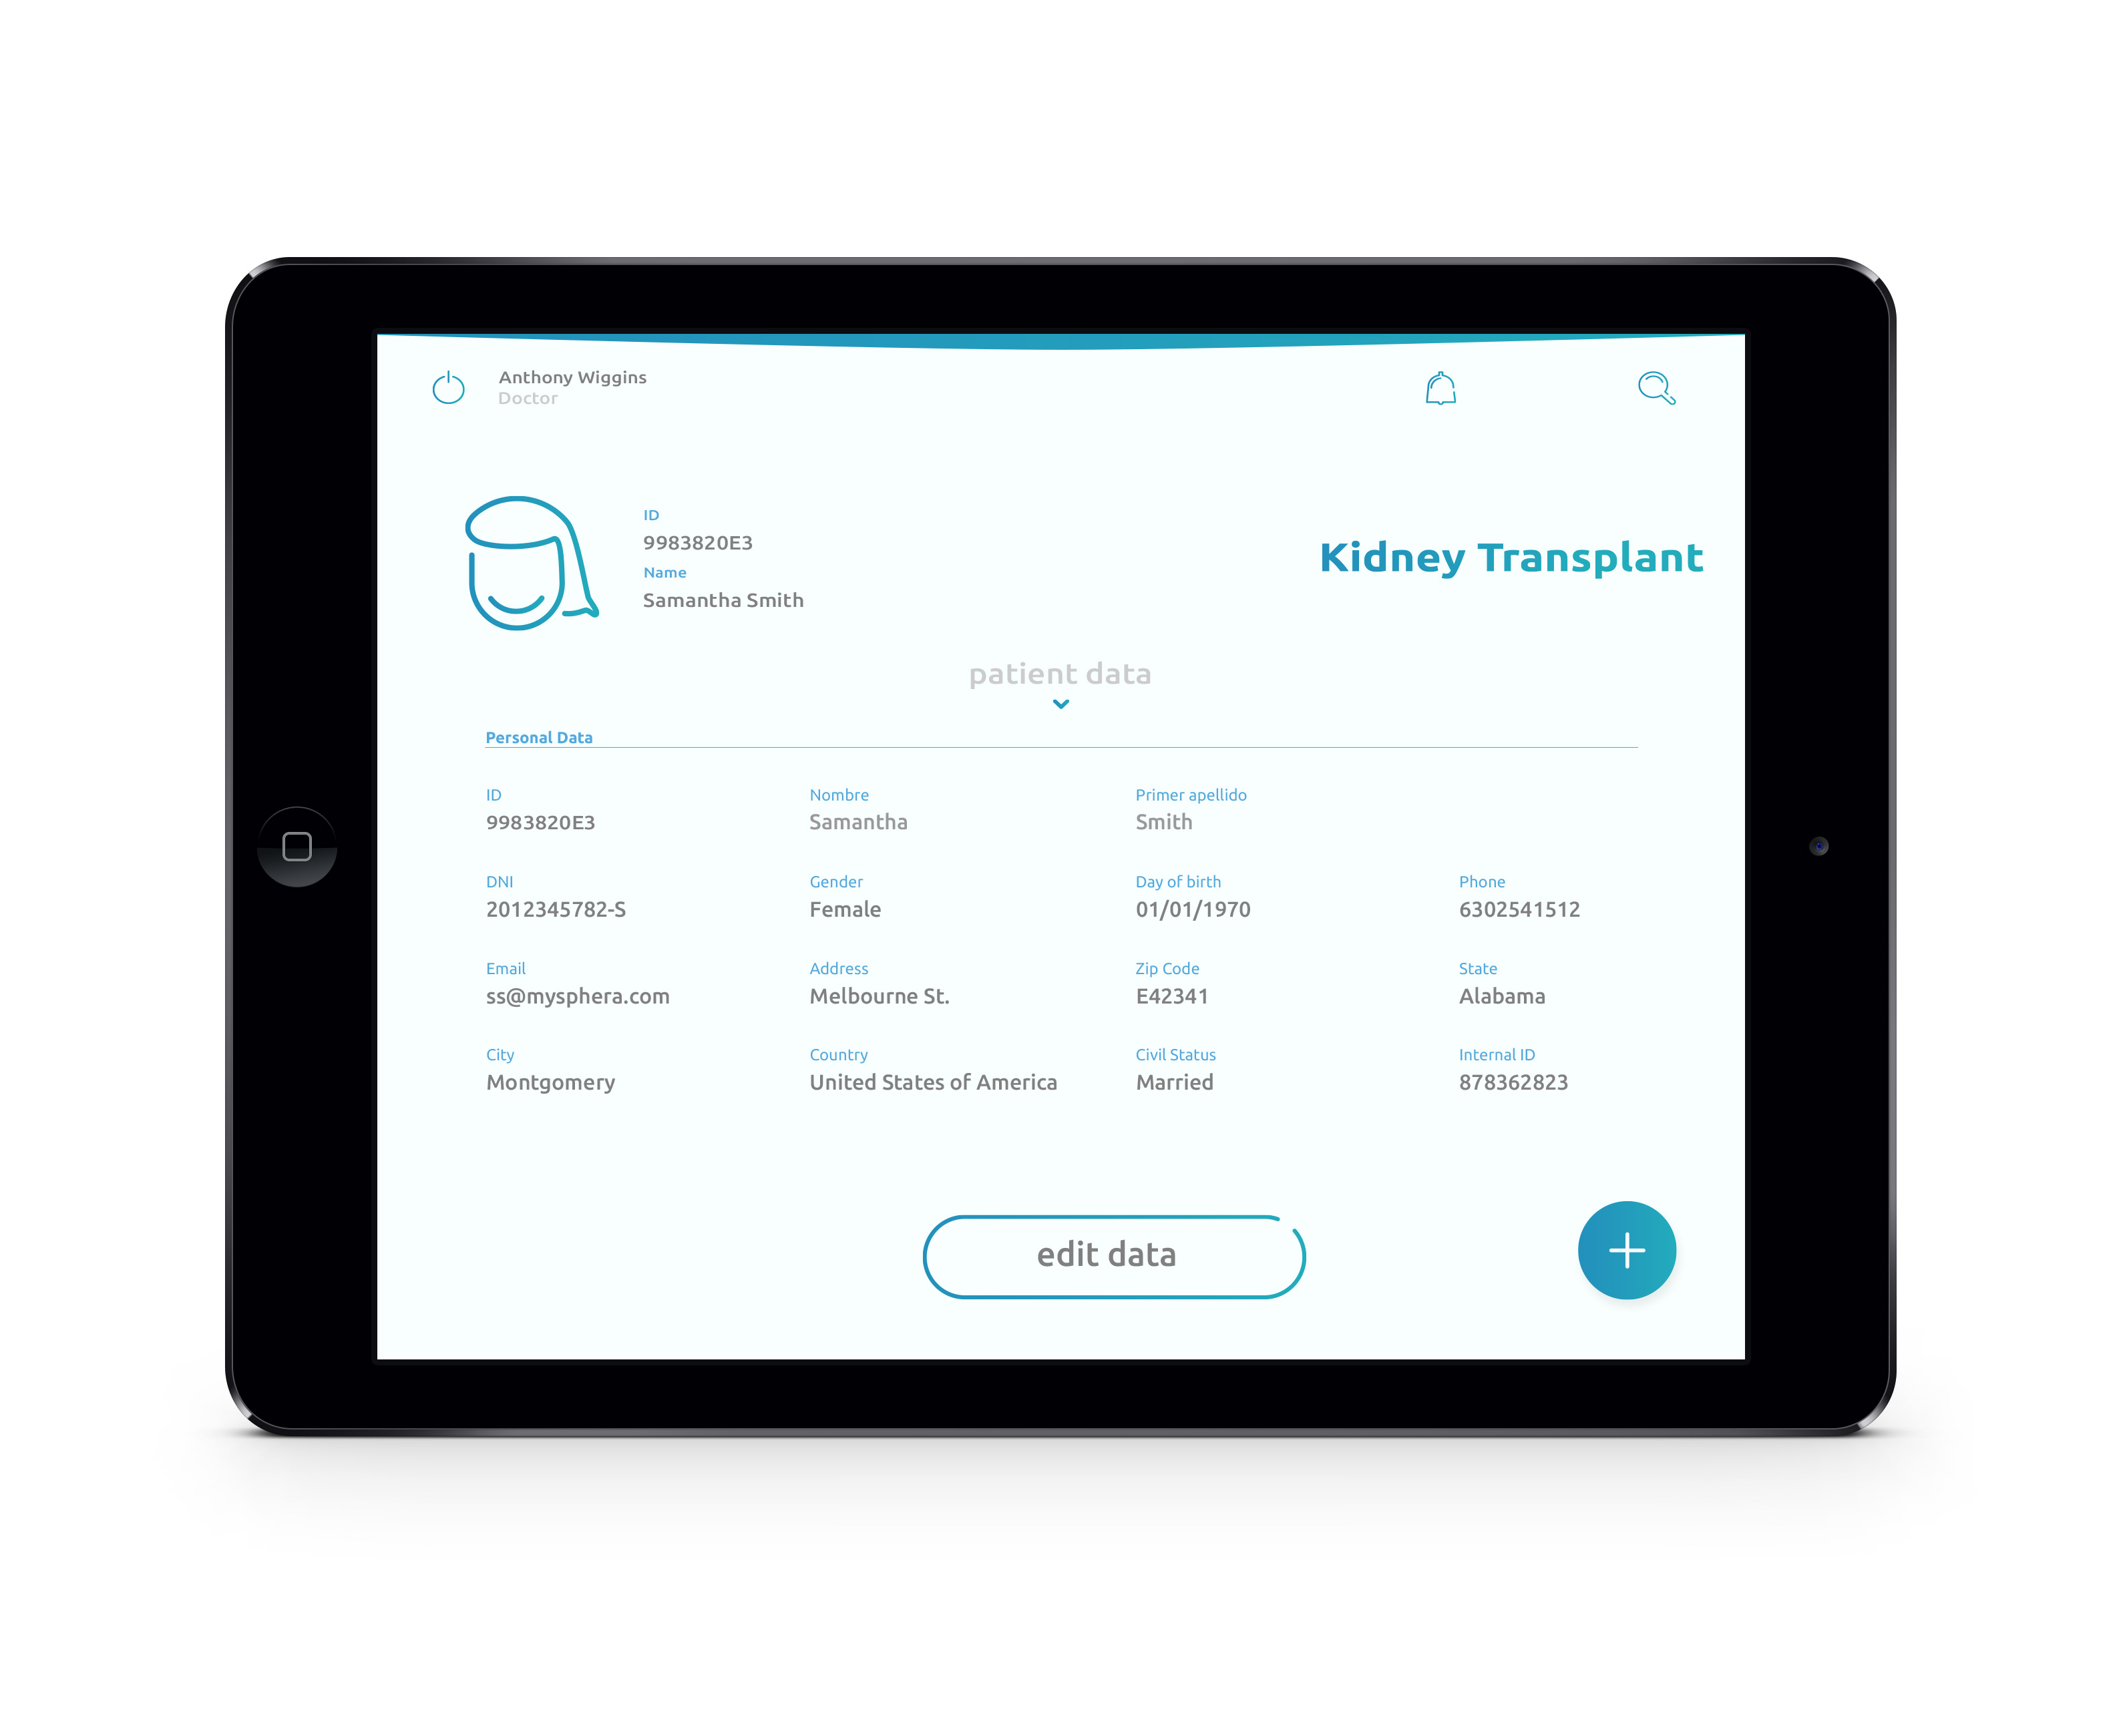 Anthony Wiggins
Doctor
ID
9983820E3
Name
Samantha Smith
Kidney Transplant
patient data
Personal Data
ID
9983820E3
Nombre
Samantha
Primer apellido
Smith
DNI
2012345782-S
Gender
Female
Day of birth
01/01/1970
Phone
6302541512
Email
ss@mysphera.com
Address
Melbourne St.
Zip Code
E42341
State
Alabama
City
Montgomery
Country
United States of America
Civil Status
Married
Internal ID
878362823
edit data